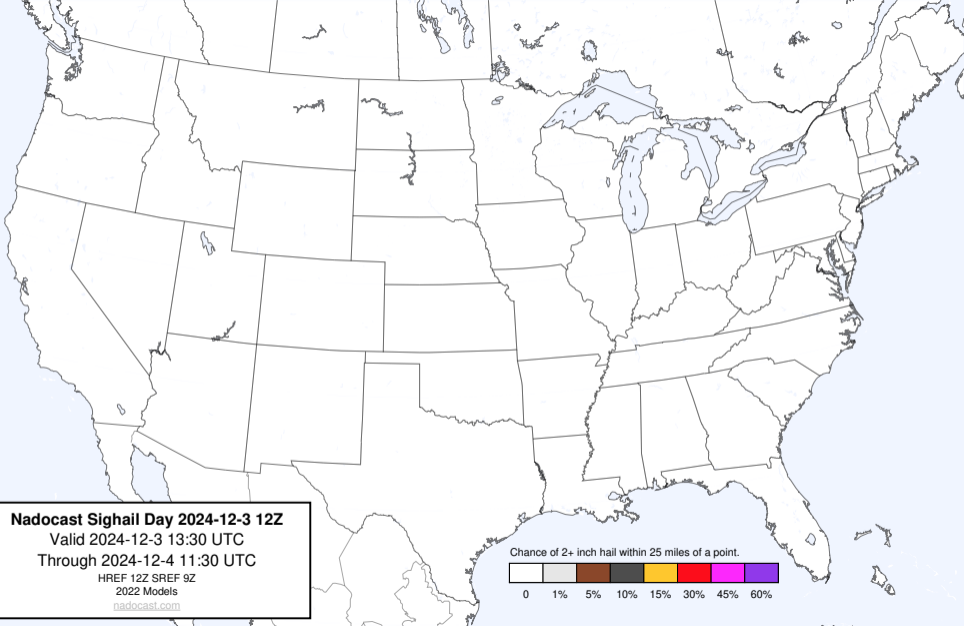 Nadocast Sighail Day 2024-12-3 12Z
Valid 2024-12-3 13:30 UTC
Through 2024-12-4 11:30 UTC
HREF 12Z SREF 9Z
2022 Models
nadocast.com
Chance of 2+ inch hail within 25 miles of a point.
0 1% 5% 10% 15% 30% 45% 60%